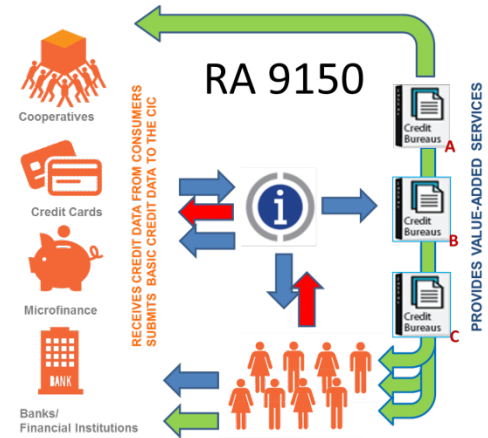 RA 9150
Cooperatives
Credit Cards
Microfinance
BANK
Banks/
Financial Institutions
RECEIVES CREDIT DATA FROM CONSUMERS
SUBMITS BASIC CREDIT DATA TO THE CIC
i
Credit
Bureaus
A
Credit
Bureaus
B
Credit
Bureaus
C
PROVIDES VALUE-ADDED SERVICES